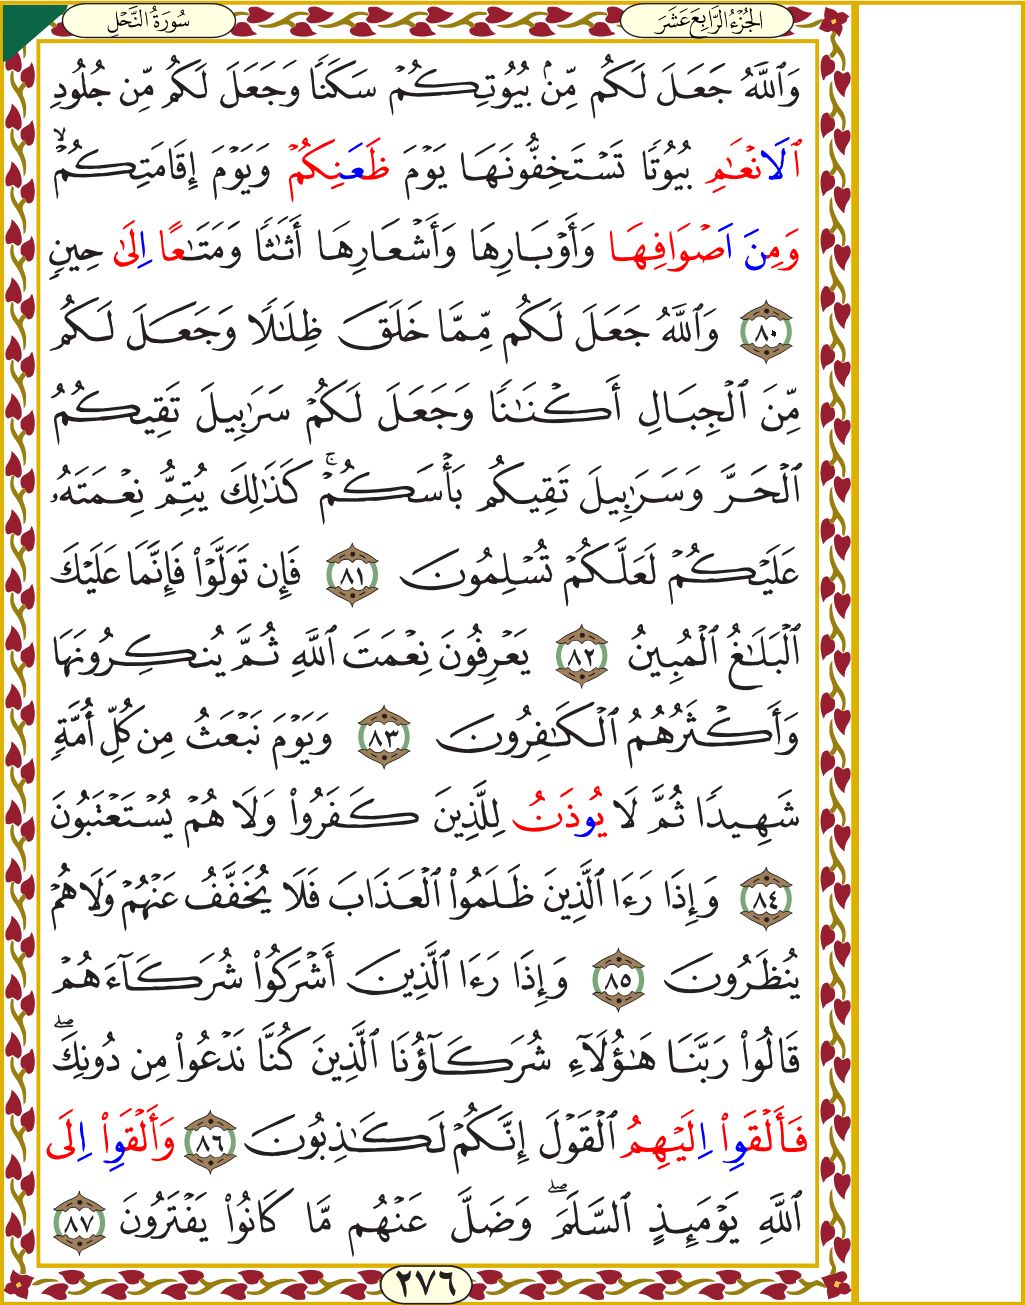 الجُزْءُ الرَّابِعَ عَشَرَ
سُورَةُ النَّحْلِ
وَٱللَّهُ جَعَلَ لَكُم مِّنۢ بُيُوتِكُمۡ سَكَنٗا وَجَعَلَ لَكُم مِّن جُلُودِ
ٱلَانۡعَٰمِ بُيُوتٗا تَسۡتَخِفُّونَهَا يَوۡمَ ظَعَنِكُمۡ وَيَوۡمَ إِقَامَتِكُمۡۙ
وَمِنَ اَصۡوَافِهَا وَأَوۡبَارِهَا وَأَشۡعَارِهَا أَثَٰثٗا وَمَتَٰعًا اِلَىٰ حِينٖ
٨٠ وَٱللَّهُ جَعَلَ لَكُم مِّمَّا خَلَقَ ظِلَٰلٗا وَجَعَلَ لَكُم
مِّنَ ٱلۡجِبَالِ أَكۡنَٰنٗا وَجَعَلَ لَكُمۡ سَرَٰبِيلَ تَقِيكُمُ
ٱلۡحَرَّ وَسَرَٰبِيلَ تَقِيكُم بَأۡسَكُمۡۚ كَذَٰلِكَ يُتِمُّ نِعۡمَتَهُۥ
عَلَيۡكُمۡ لَعَلَّكُمۡ تُسۡلِمُونَ ٨١ فَإِن تَوَلَّوۡاْ فَإِنَّمَا عَلَيۡكَ
ٱلۡبَلَٰغُ ٱلۡمُبِينُ ٨٢ يَعۡرِفُونَ نِعۡمَتَ ٱللَّهِ ثُمَّ يُنكِرُونَهَا
وَأَكۡثَرُهُمُ ٱلۡكَٰفِرُونَ ٨٣ وَيَوۡمَ نَبۡعَثُ مِن كُلِّ أُمَّةٖ
شَهِيدٗا ثُمَّ لَا يُوذَنُ لِلَّذِينَ كَفَرُواْ وَلَا هُمۡ يُسۡتَعۡتَبُونَ
٨٤ وَإِذَا رَءَا ٱلَّذِينَ ظَلَمُواْ ٱلۡعَذَابَ فَلَا يُخَفَّفُ عَنۡهُمۡ وَلَا هُمۡ
يُنظَرُونَ ٨٥ وَإِذَا رَءَا ٱلَّذِينَ أَشۡرَكُواْ شُرَكَآءَهُمۡ
قَالُواْ رَبَّنَا هَٰٓؤُلَآءِ شُرَكَآؤُنَا ٱلَّذِينَ كُنَّا نَدۡعُواْ مِن دُونِكَۖ
فَأَلۡقَوِاْ اِلَيۡهِمُ ٱلۡقَوۡلَ إِنَّكُمۡ لَكَٰذِبُونَ ٨٦ وَأَلۡقَوِاْ اِلَى
ٱللَّهِ يَوۡمَئِذٍ ٱلسَّلَمَۖ وَضَلَّ عَنۡهُم مَّا كَانُواْ يَفۡتَرُونَ ٨٧
٢٧٦